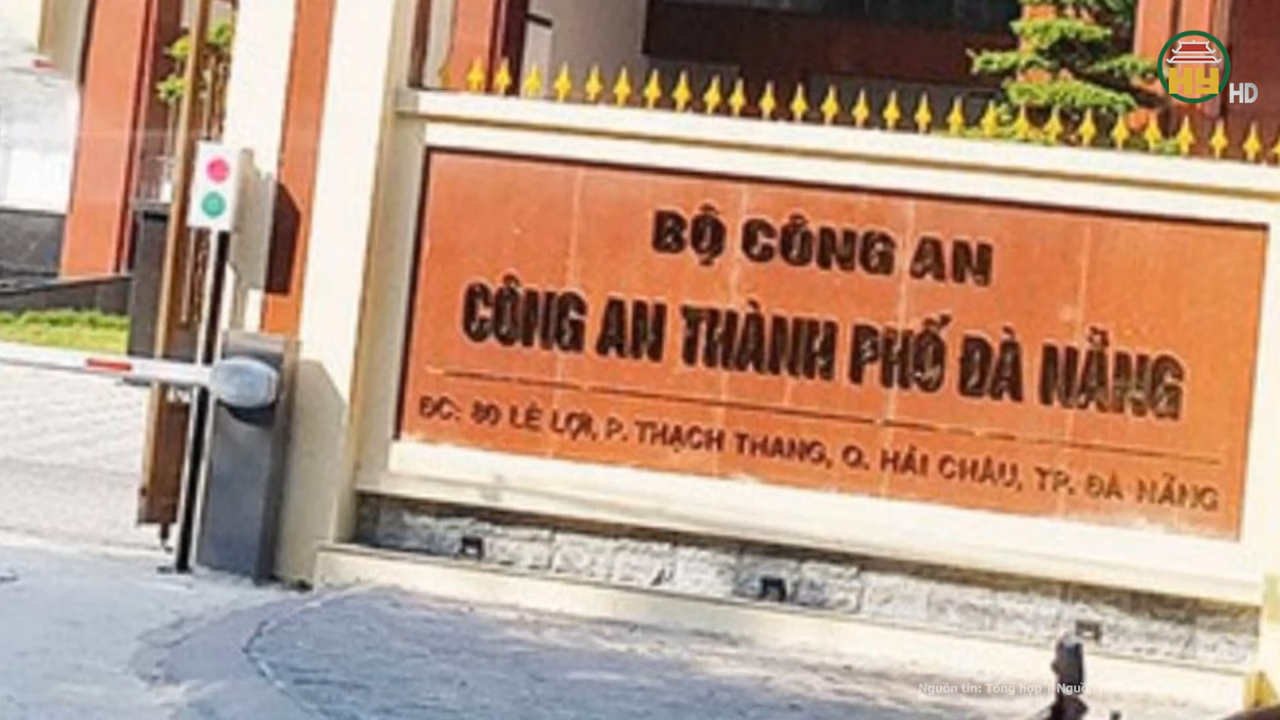 HD
BỘ CÔNG AN
CÔNG AN THÀNH PHỐ ĐÀ NẴNG
ĐC: 80 LÊ LỢI, P. THẠCH THANG, Q. HẢI CHÂU, TP. ĐÀ NẴNG
Nguồn tin: Tổng hợp | Nguồn